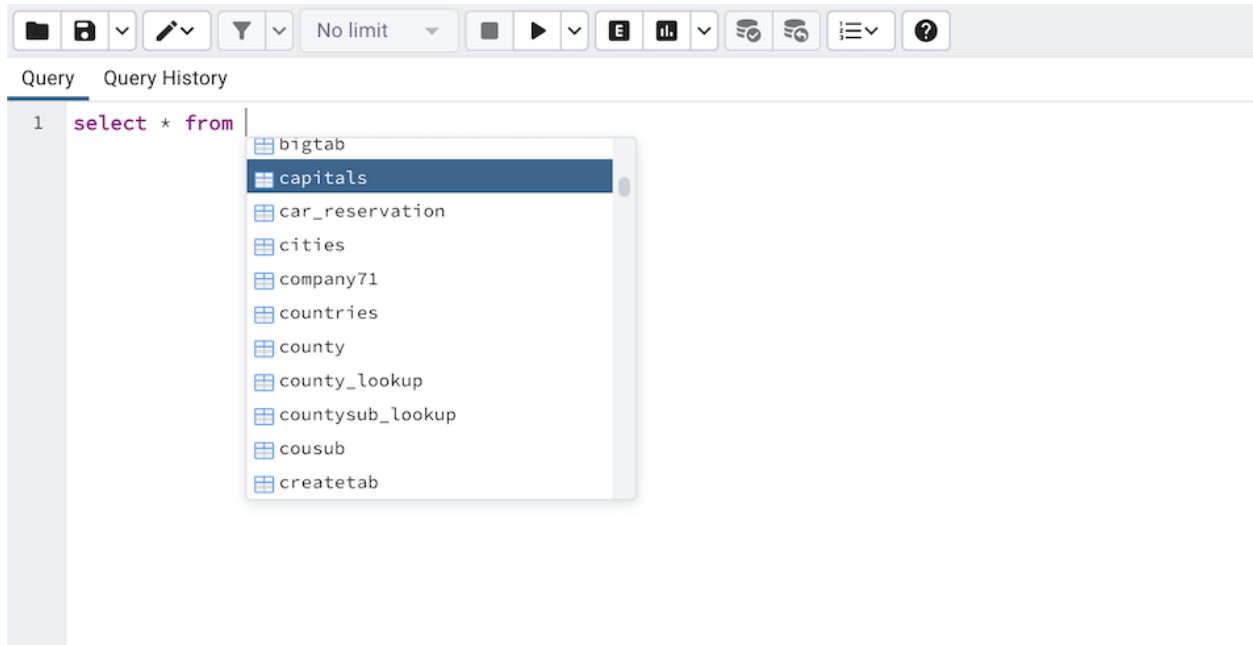 No limit
E
Query Query History
1 select * from
bigtab
capitals
car_reservation
cities
company71
countries
county
county_lookup
countysub_lookup
cousub
createtab